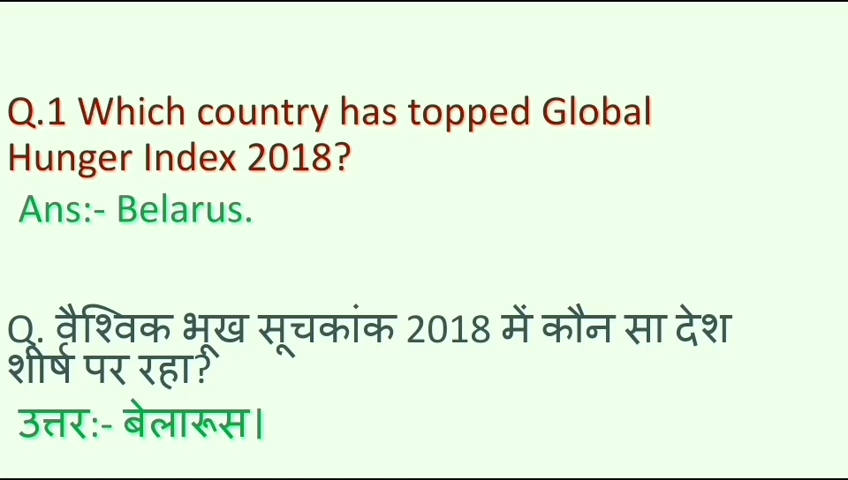 Q.1 Which country has topped Global
Hunger Index 2018?
Ans:- Belarus.
Q. वैश्विक भूख सूचकांक 2018 में कौन सा देश
शीर्ष पर रहा?
उत्तर:- बेलारूस।